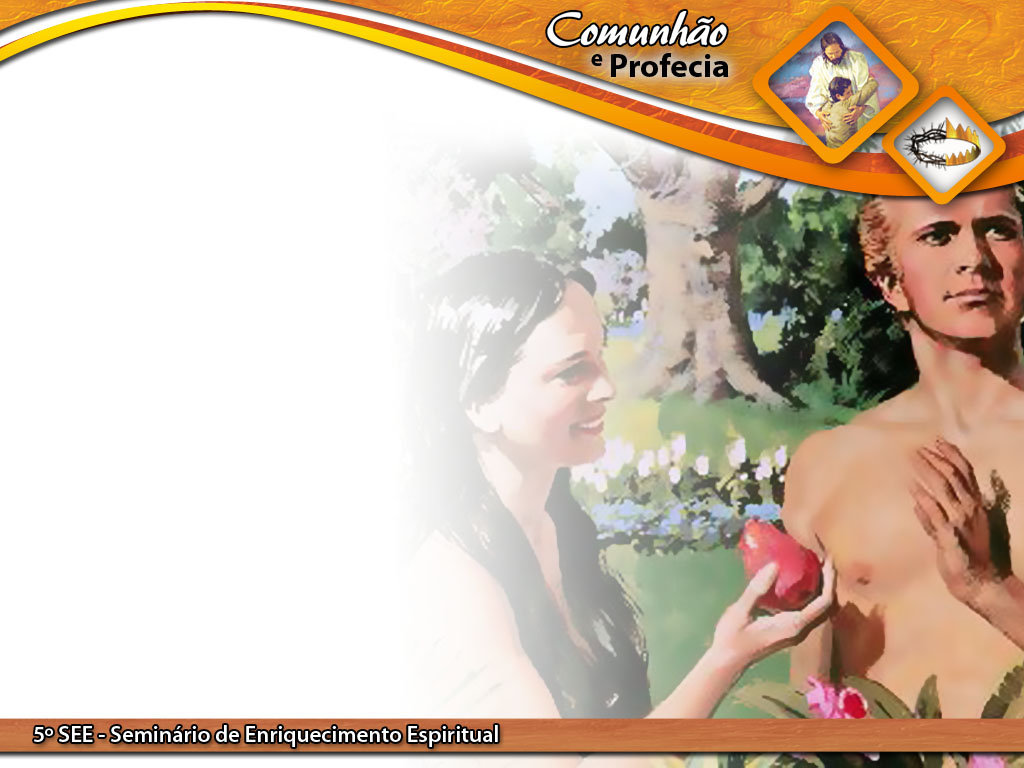 Comunhão
e Profecia
5º SEE - Seminário de Enriquecimento Espiritual